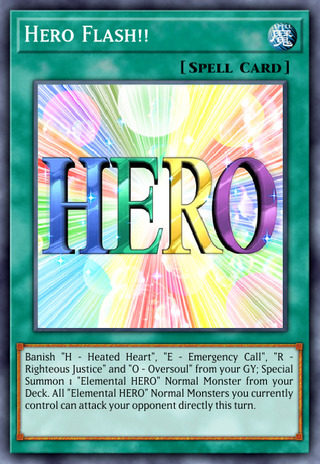 Hero Flash!!
[Spell Card]
HERO
Banish "H - Heated Heart", "E - Emergency Call", "R -
Righteous Justice" and "O - Oversoul" from your GY; Special
Summon 1 "Elemental HERO" Normal Monster from your
Deck. All "Elemental HERO" Normal Monsters you currently
control can attack your opponent directly this turn.